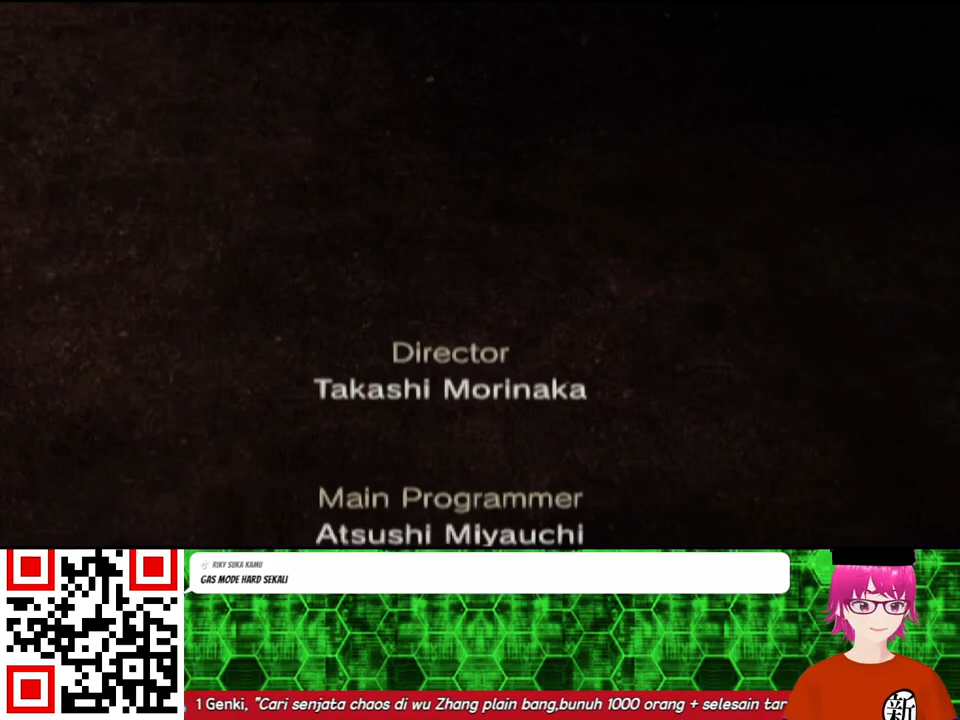 Director
Takashi Morinaka
Main Programmer
Atsushi Miyauchi
RIKY SUKA KAMU
GAS MODE HARD SEKALI
1 Genki, "Cari senjata chaos di wu Zhang plain bang,bunuh 1000 orang + selesain tar
新